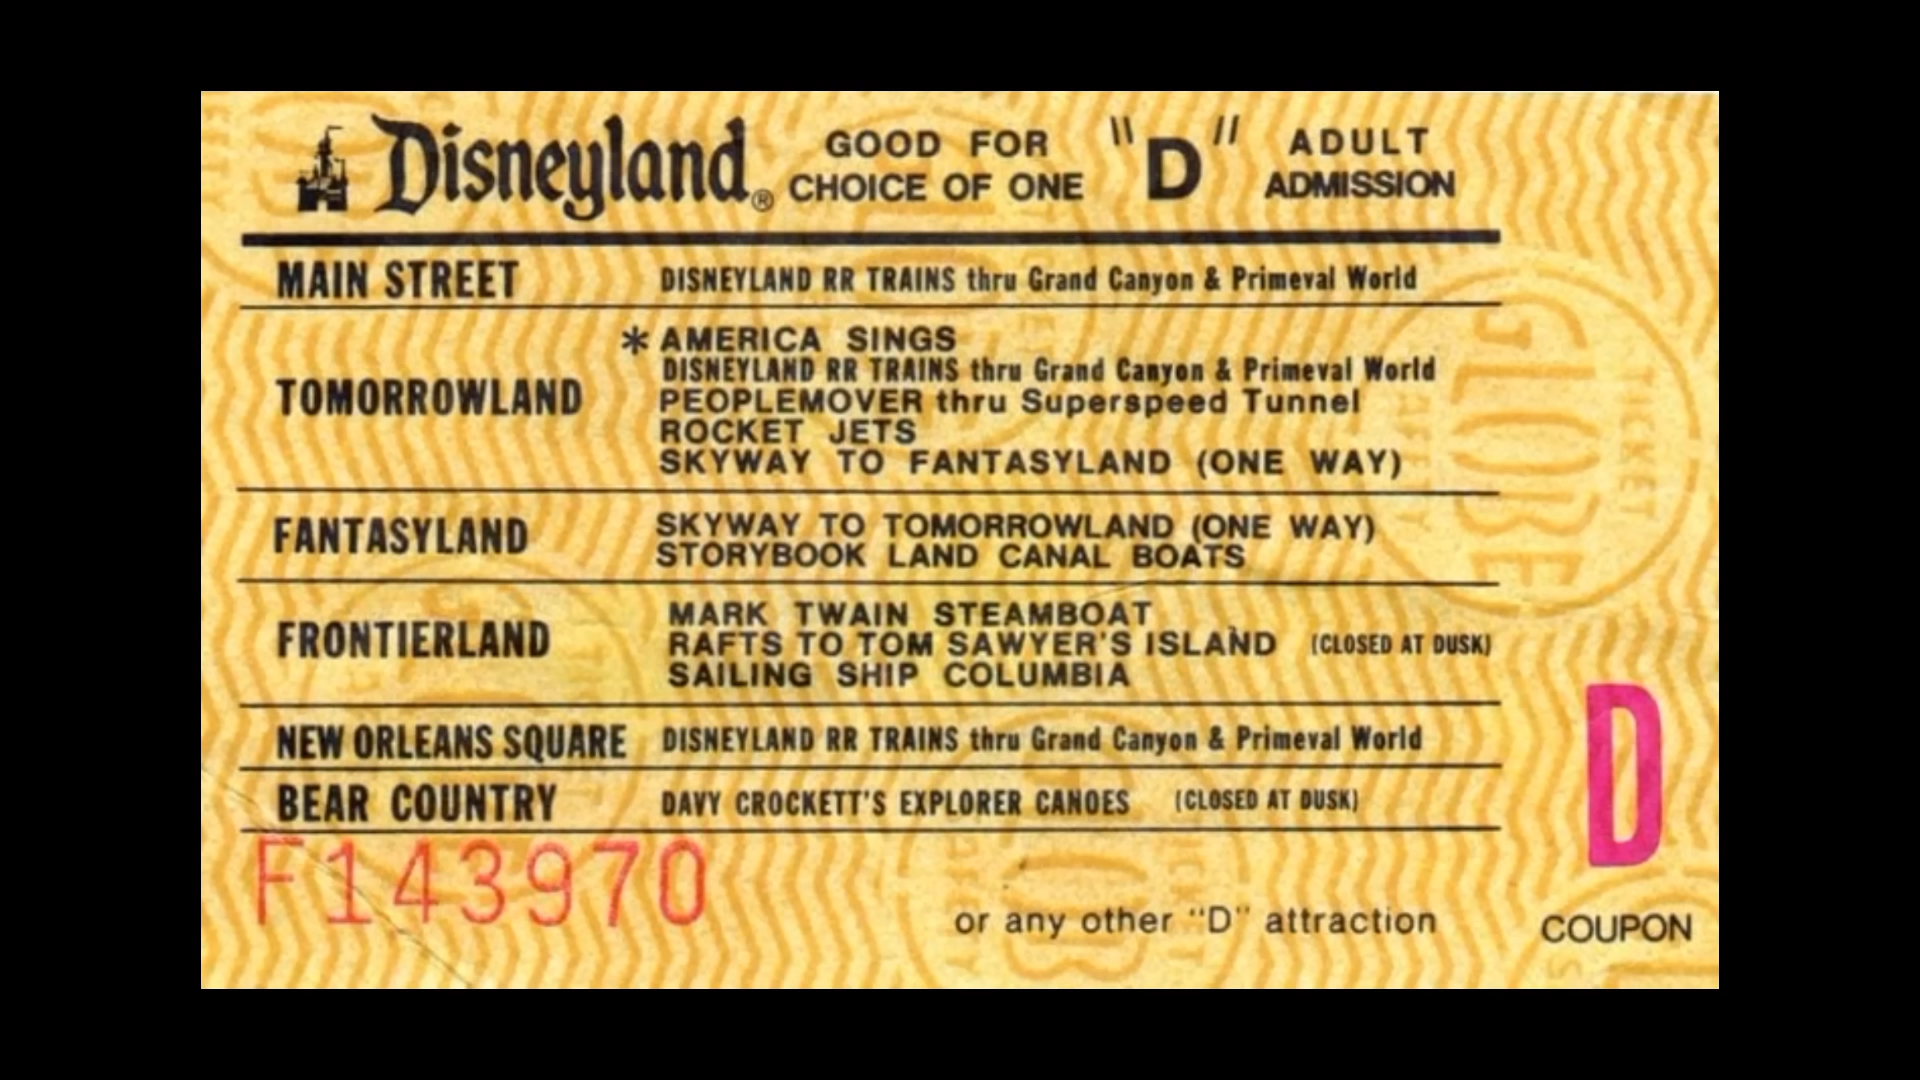 Disneyland® GOOD FOR CHOICE OF ONE "D" ADULT ADMISSION
MAIN STREET DISNEYLAND RR TRAINS thru Grand Canyon & Primeval World
TOMORROWLAND
*AMERICA SINGS
DISNEYLAND RR TRAINS thru Grand Canyon & Primeval World
PEOPLEMOVER thru Superspeed Tunnel
ROCKET JETS
SKYWAY TO FANTASYLAND (ONE WAY)
FANTASYLAND
SKYWAY TO TOMORROWLAND (ONE WAY)
STORYBOOK LAND CANAL BOATS
FRONTIERLAND
MARK TWAIN STEAMBOAT
RAFTS TO TOM SAWYER'S ISLAND (CLOSED AT DUSK)
SAILING SHIP COLUMBIA
NEW ORLEANS SQUARE DISNEYLAND RR TRAINS thru Grand Canyon & Primeval World
BEAR COUNTRY DAVY CROCKETT'S EXPLORER CANOES (CLOSED AT DUSK)
F143970
or any other "D" attraction
D
COUPON
GLOBE
TICKET